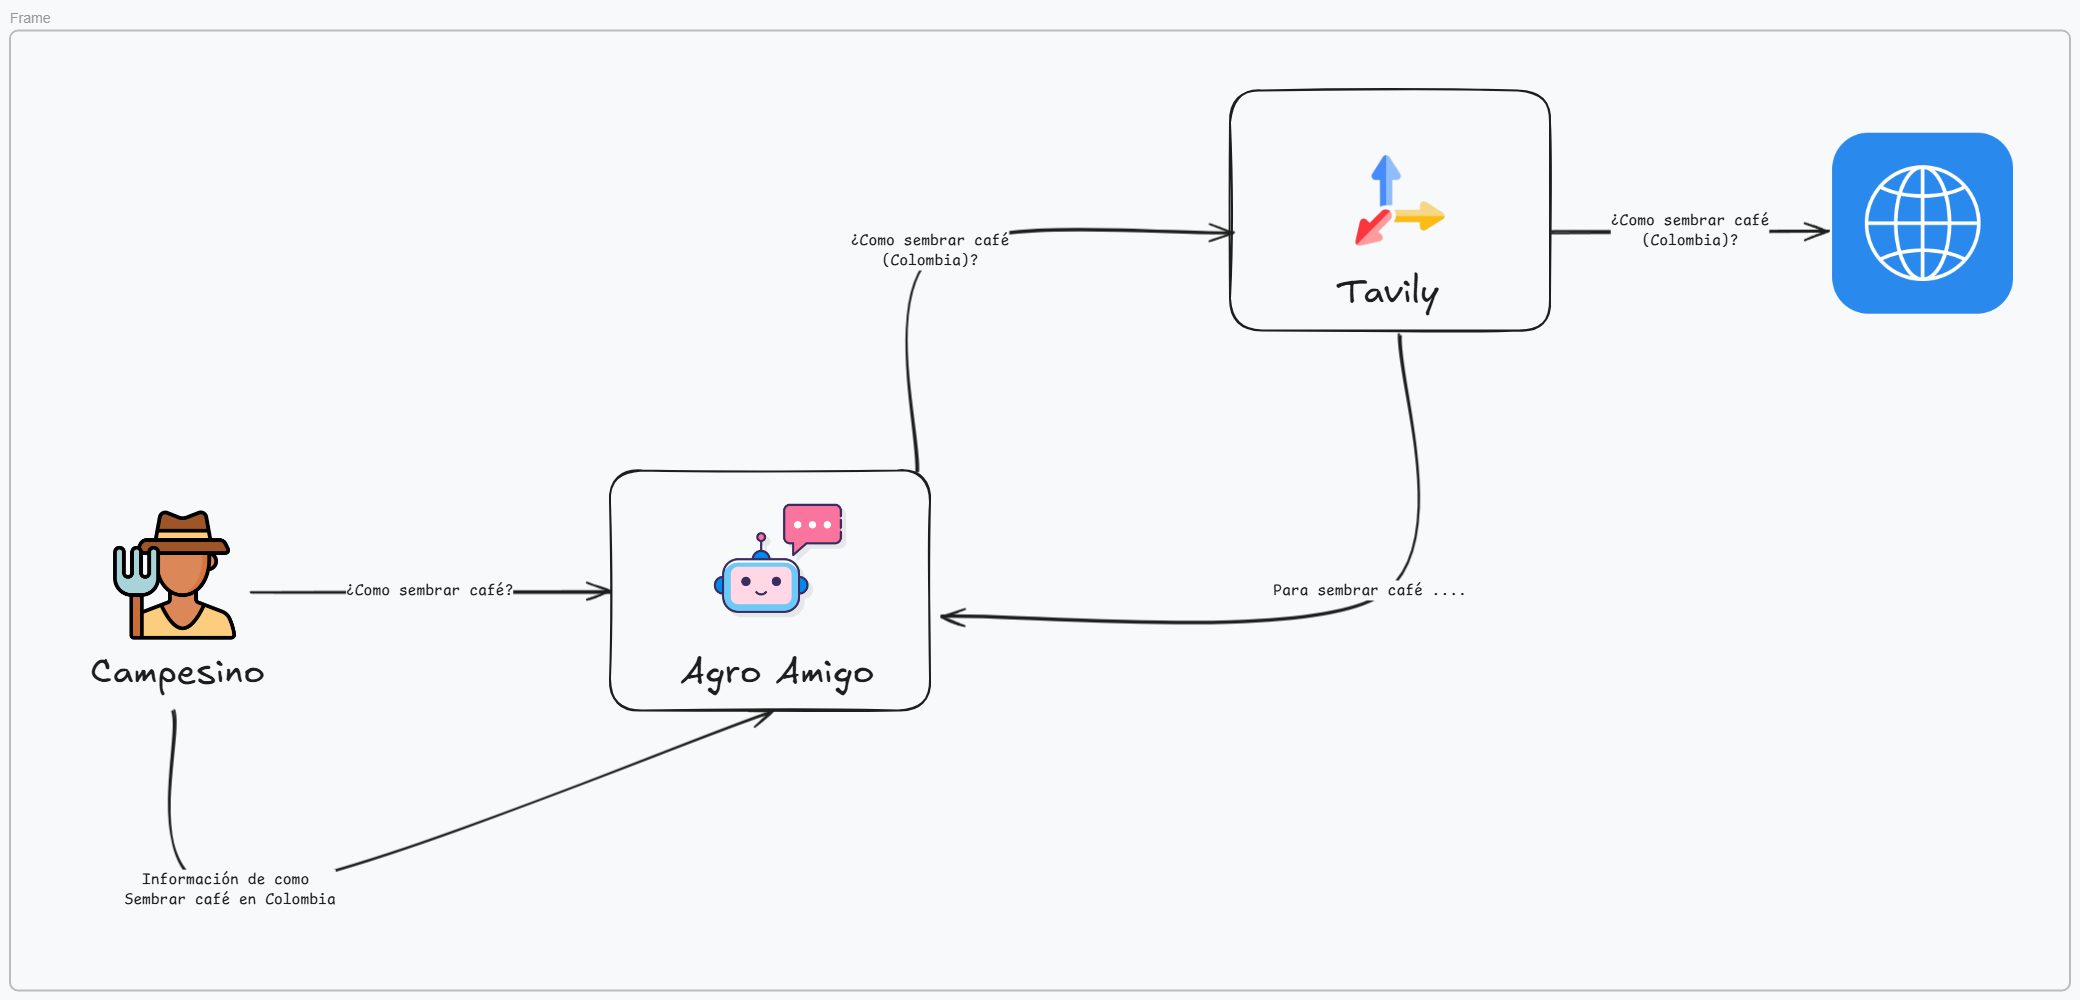 Frame
¿Como sembrar café
(Colombia)?
Tavily
¿Como sembrar café
(Colombia)?
¿Como sembrar café?
Agro Amigo
Para sembrar café ....
Campesino
Información de como
Sembrar café en Colombia